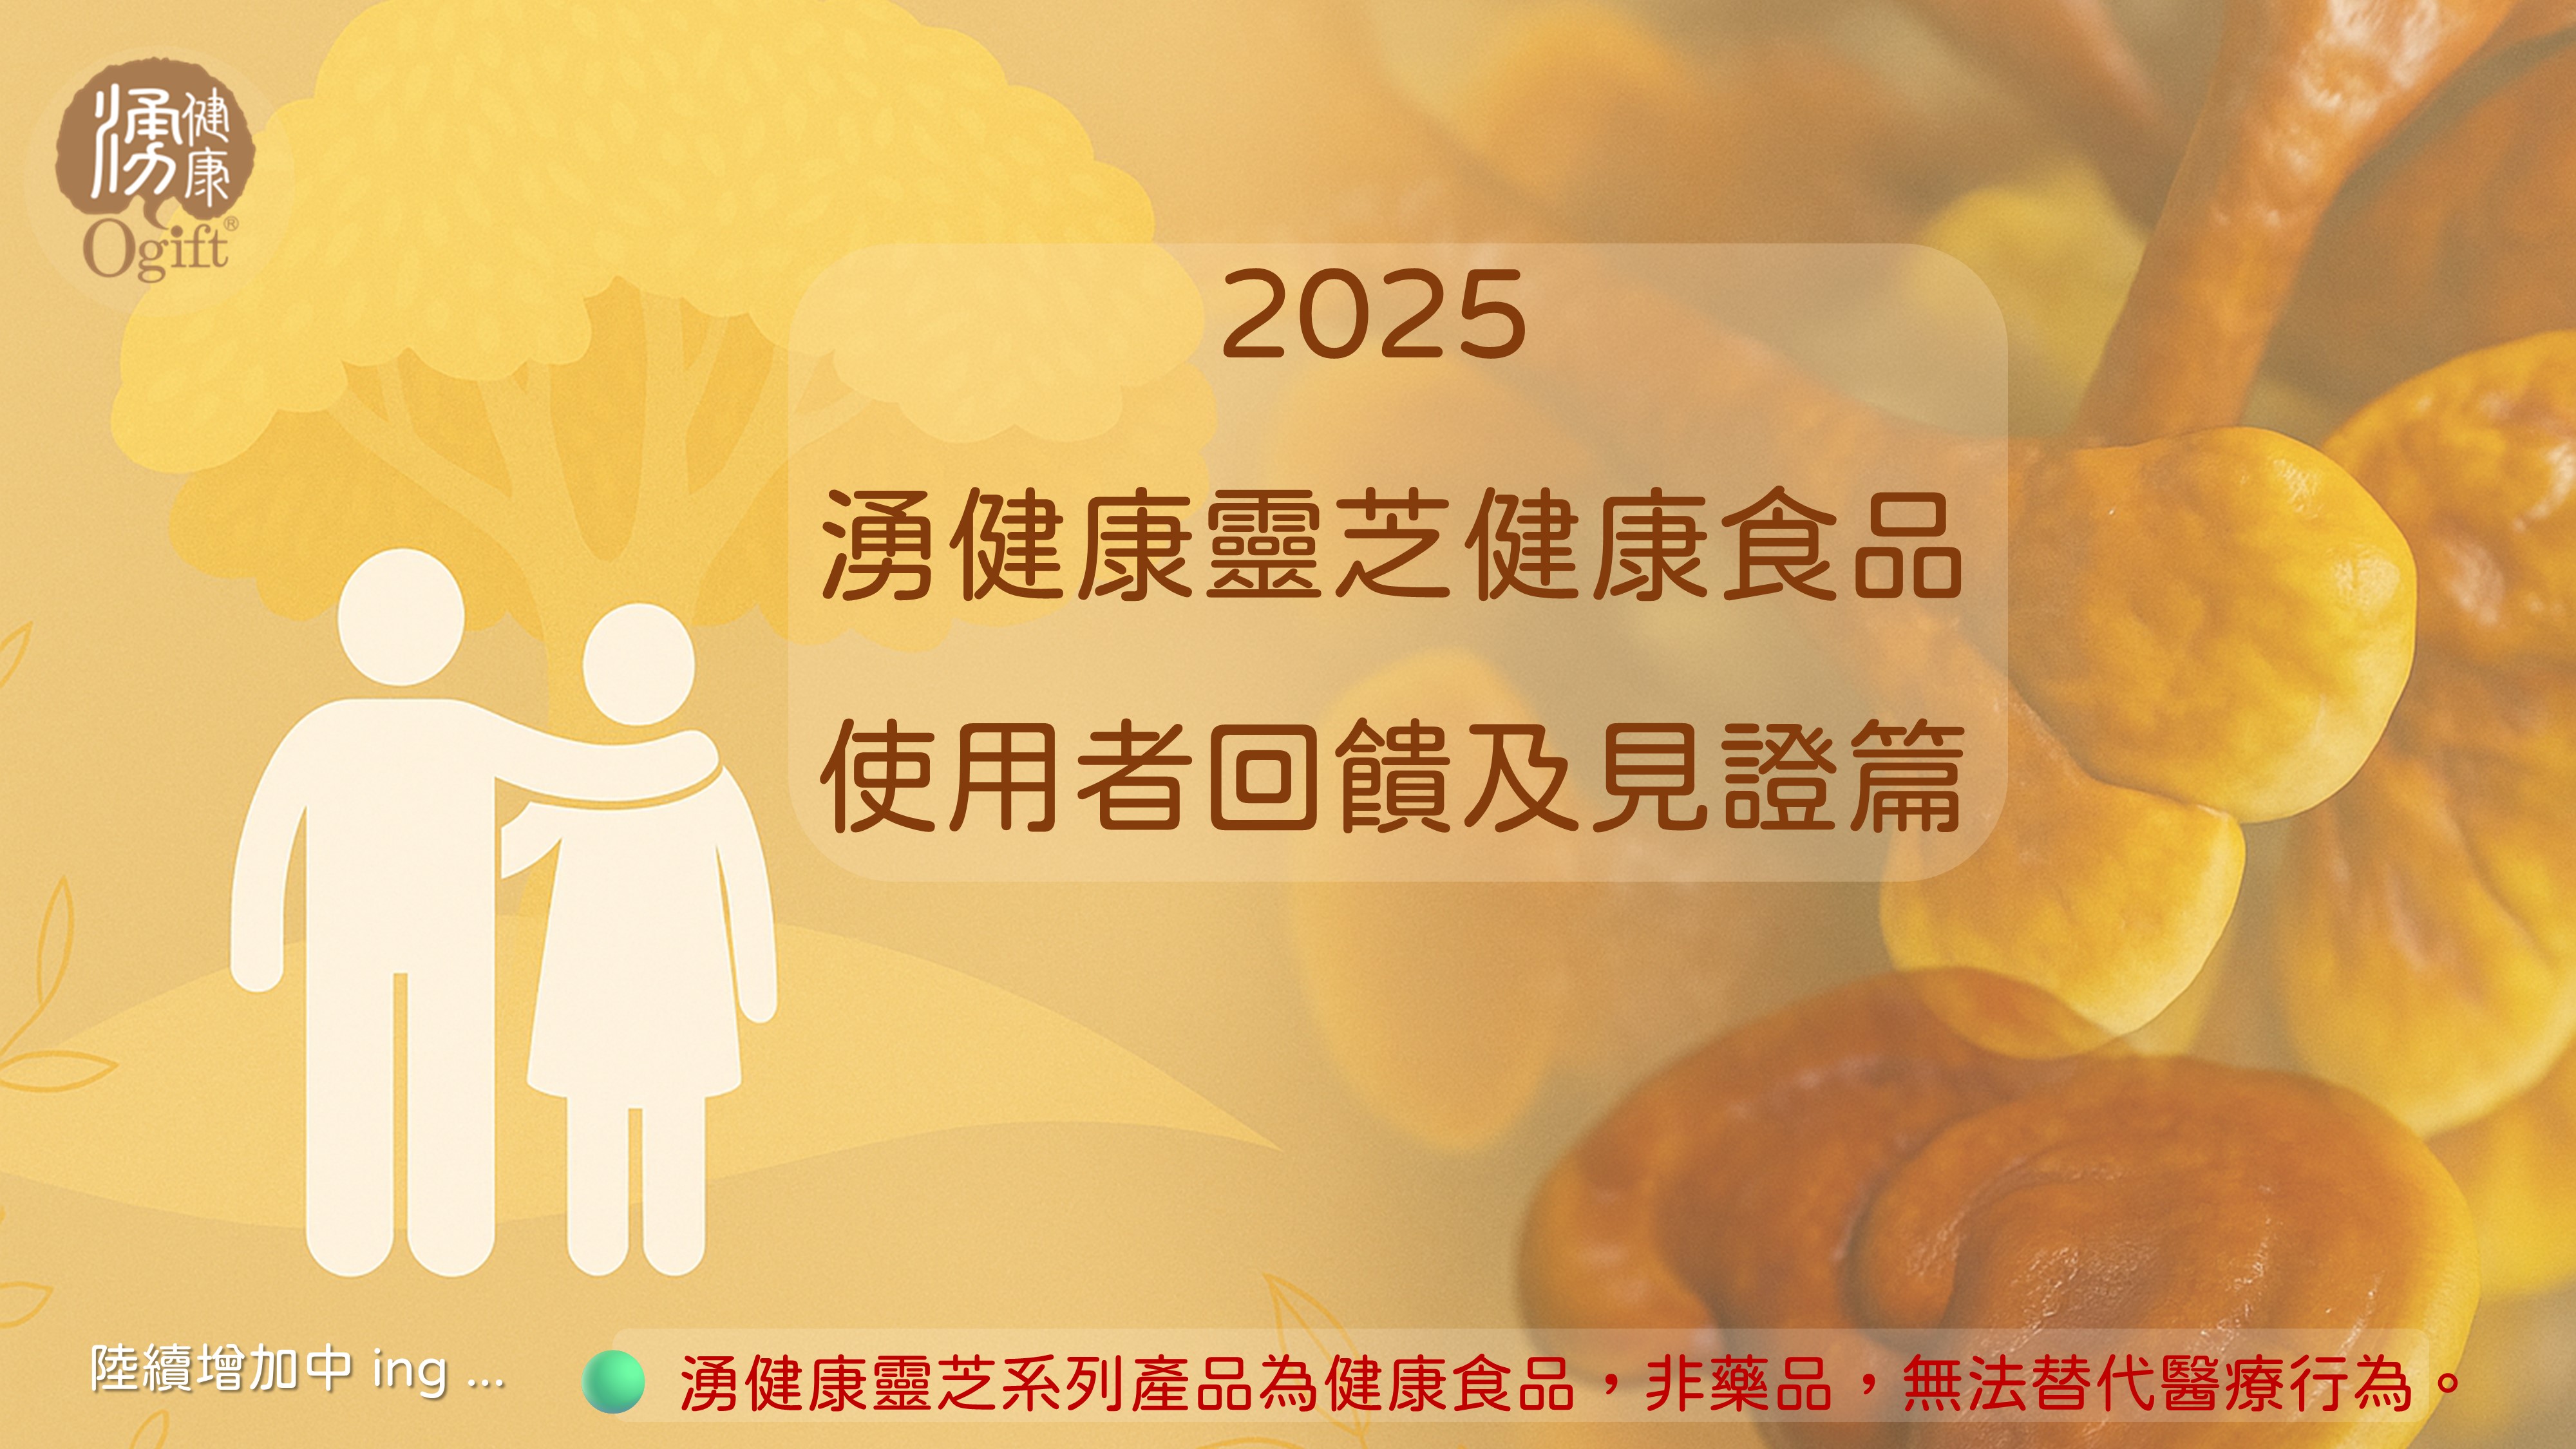 湧健康
Ogift®
2025
湧健康靈芝健康食品
使用者回饋及見證篇
陸續增加中 ing ...
湧健康靈芝系列產品為健康食品，非藥品，無法替代醫療行為。